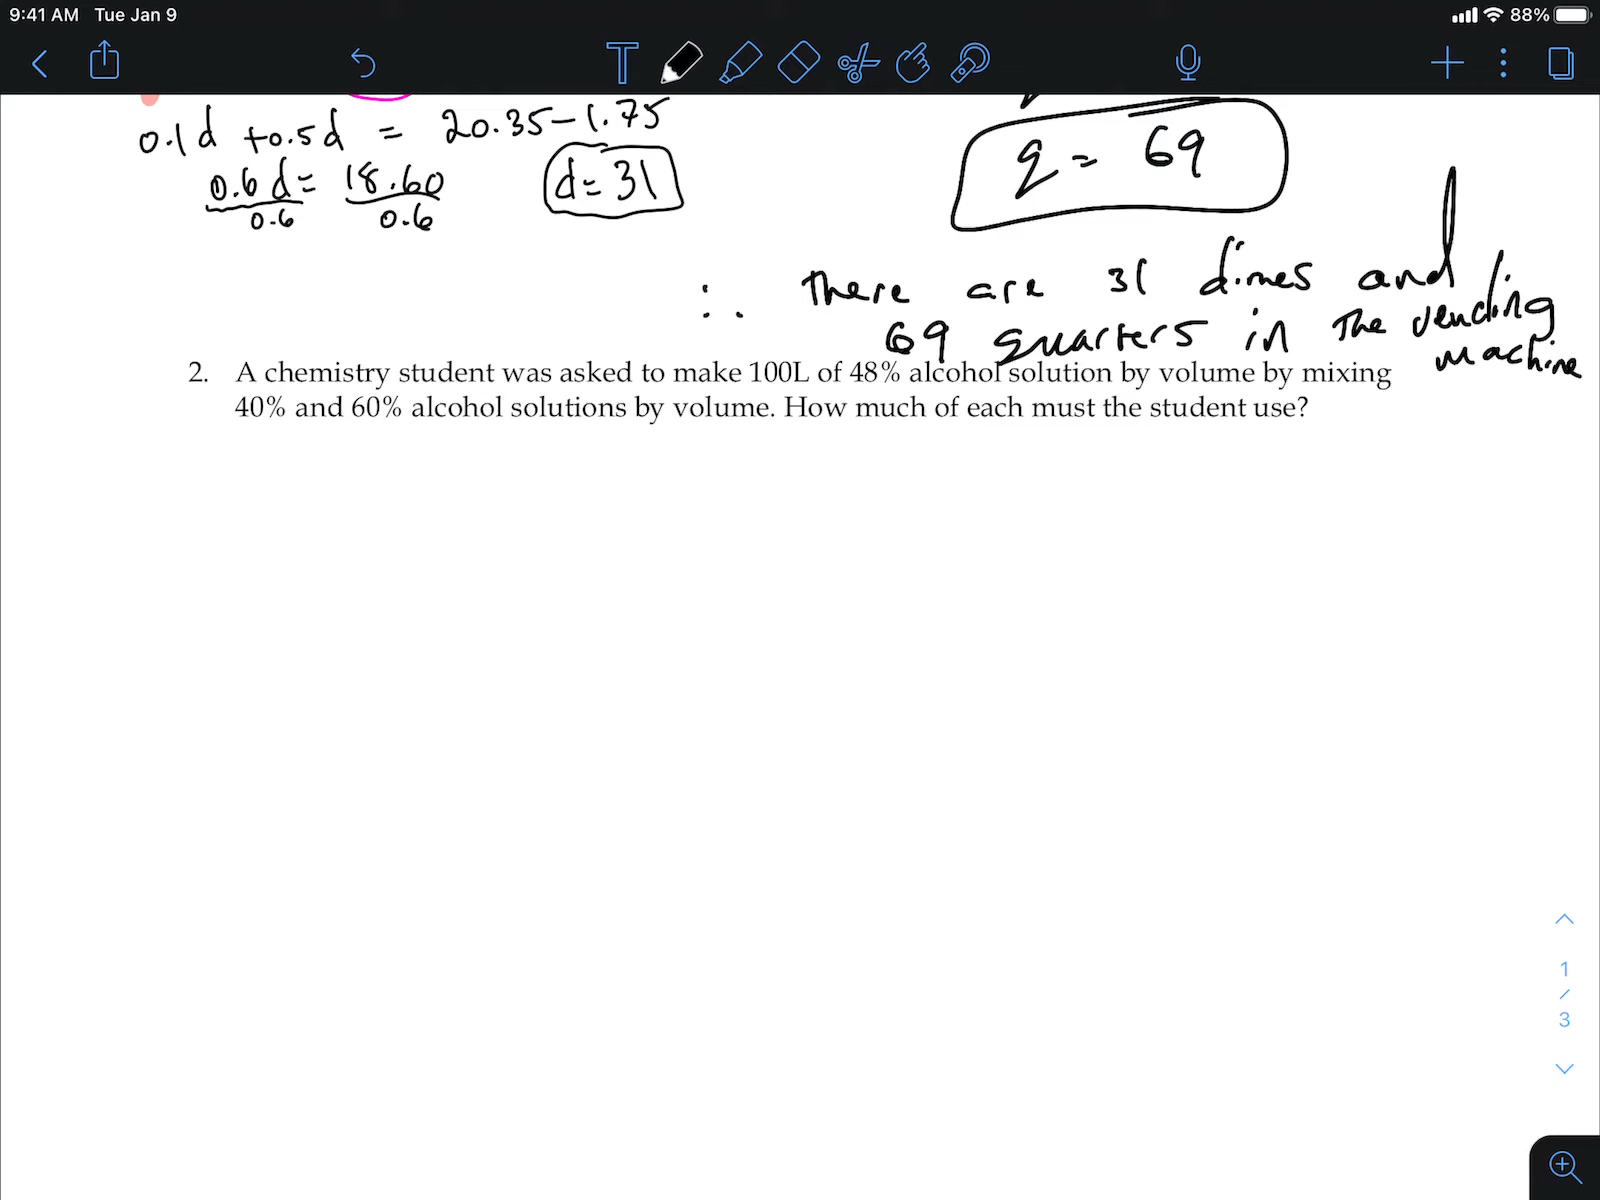 9:41 AM Tue Jan 9
88%
0.1d +0.5d = 20.35-1.75
0.6d = 18.60
0.6 0.6
d = 31
q = 69
∴ there are 31 dimes and
69 quarters in the vending
machine
2. A chemistry student was asked to make 100L of 48% alcohol solution by volume by mixing
40% and 60% alcohol solutions by volume. How much of each must the student use?
1
/
3